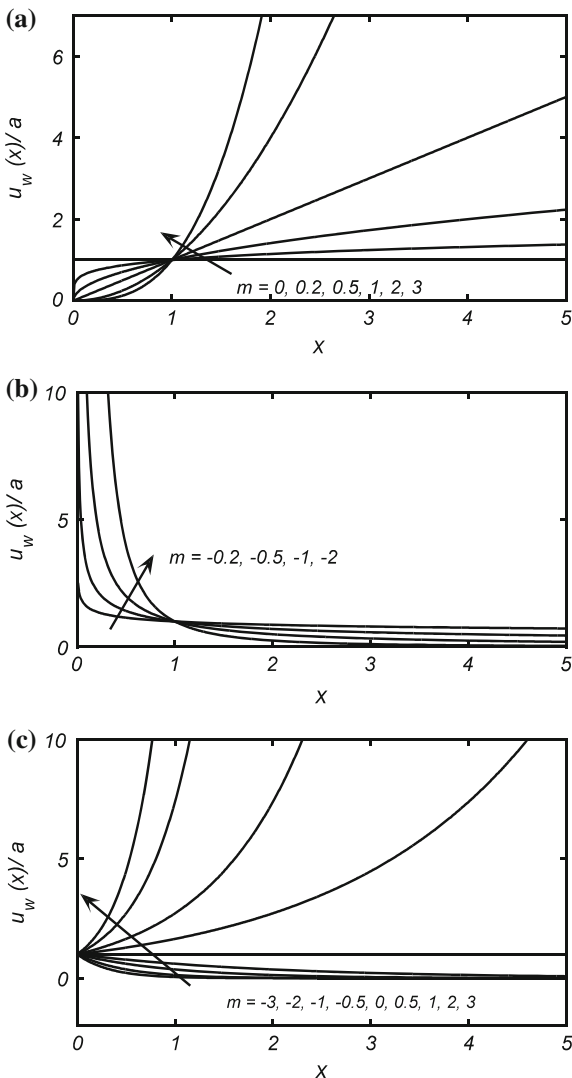 (a)
6
4
2
0
u_w (x)/ a
m = 0, 0.2, 0.5, 1, 2, 3
0 1 2 3 4 5
x
(b)
10
5
0
u_w (x)/ a
m = -0.2, -0.5, -1, -2
0 1 2 3 4 5
x
(c)
10
5
0
u_w (x)/ a
m = -3, -2, -1, -0.5, 0, 0.5, 1, 2, 3
0 1 2 3 4 5
x